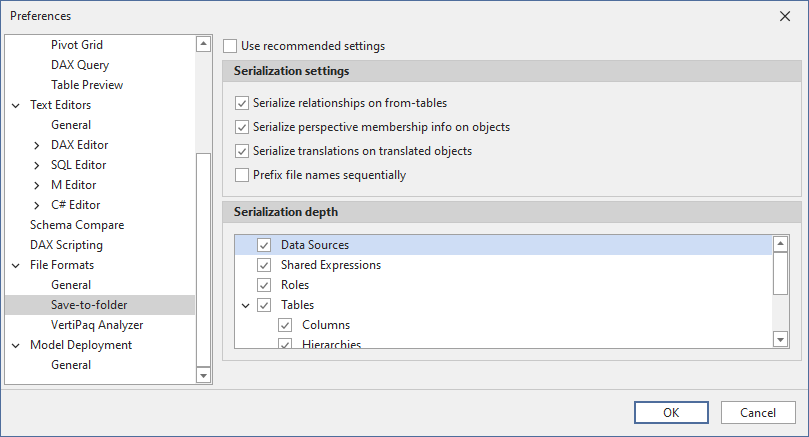 Preferences
Pivot Grid
DAX Query
Table Preview
Text Editors
General
DAX Editor
SQL Editor
M Editor
C# Editor
Schema Compare
DAX Scripting
File Formats
General
Save-to-folder
VertiPaq Analyzer
Model Deployment
General
Use recommended settings
Serialization settings
Serialize relationships on from-tables
Serialize perspective membership info on objects
Serialize translations on translated objects
Prefix file names sequentially
Serialization depth
Data Sources
Shared Expressions
Roles
Tables
Columns
Hierarchies
OK
Cancel